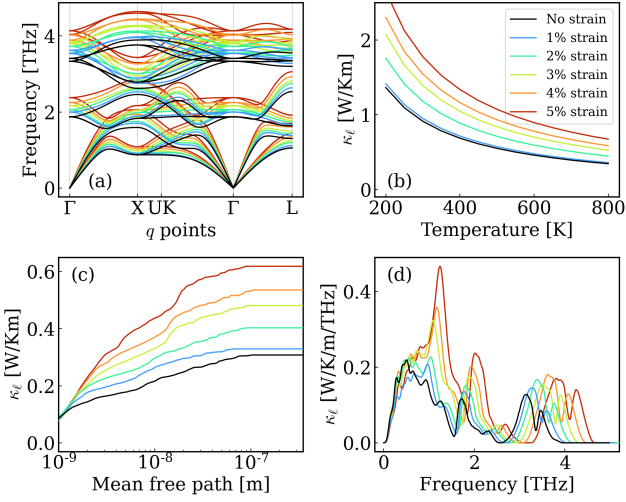 Frequency [THz]
4
2
0
(a)
Γ
X
UK
Γ
L
q points
κℓ [W/Km]
2
1
0
No strain
1% strain
2% strain
3% strain
4% strain
5% strain
(b)
200
400
600
800
Temperature [K]
κℓ [W/Km]
0.6
0.4
0.2
0.0
(c)
10⁻⁹
10⁻⁸
10⁻⁷
Mean free path [m]
κℓ [W/K/m/THz]
0.4
0.2
0.0
(d)
0
2
4
Frequency [THz]